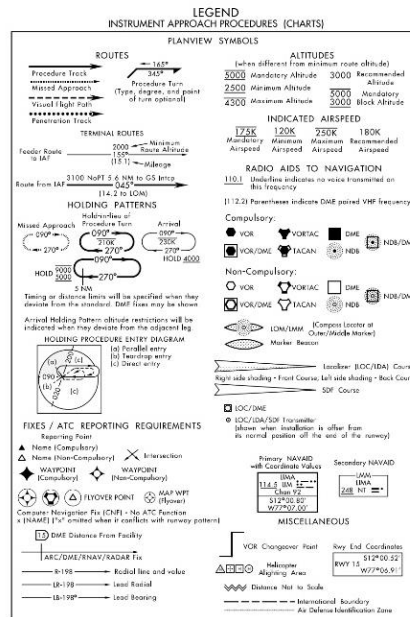 LEGEND
INSTRUMENT APPROACH PROCEDURES (CHARTS)
PLANVIEW SYMBOLS
ROUTES
Procedure Track
Missed Approach
Visual Flight Path
Penetration Track
165°
345°
Procedure Turn
(Type, degree, and point
of turn optional)
TERMINAL ROUTES
Feeder Route
to IAF
2000
155°
(15.1)
Minimum
Route Altitude
Mileage
Route from IAF
3100 NoPT 5.6 NM to GS Intcp
045°
(14.2 to LOM)
HOLDING PATTERNS
Missed Approach
090°
270°
Hold-in-lieu of
Procedure Turn
090°
210K
270°
Arrival
090°
230K
270°
HOLD 4000
HOLD 9000
5000
090°
270°
5 NM
Timing or distance limits will be specified when they
deviate from the standard. DME fixes may be shown
Arrival Holding Pattern altitude restrictions will be
indicated when they deviate from the adjacent leg.
HOLDING PROCEDURE ENTRY DIAGRAM
(a)
(b)
(c)
(c)
090
020
200
(a) Parallel entry
(b) Teardrop entry
(c) Direct entry
FIXES / ATC REPORTING REQUIREMENTS
Reporting Point
Name (Compulsory)
Name (Non-Compulsory)
Intersection
WAYPOINT
(Compulsory)
WAYPOINT
(Non-Compulsory)
FLYOVER POINT
MAP WPT
(Flyover)
Computer Navigation Fix (CNF) - No ATC Function
x (NAME) ("x" omitted when it conflicts with runway pattern)
15 DME Distance From Facility
ARC/DME/RNAV/RADAR Fix
R-198
Radial line and value
LR-198
Lead Radial
LB-198°
Lead Bearing
ALTITUDES
(when different from minimum route altitude)
5000 Mandatory Altitude
3000 Recommended
Altitude
2500 Minimum Altitude
4300 Maximum Altitude
5000 Mandatory
3000 Block Altitude
INDICATED AIRSPEED
175K 120K 250K 180K
Mandatory
Airspeed
Minimum
Airspeed
Maximum
Airspeed
Recommended
Airspeed
RADIO AIDS TO NAVIGATION
110.1 Underline indicates no voice transmitted on
this frequency
(112.2) Parentheses indicate DME paired VHF frequency
Compulsory:
VOR VORTAC DME
VOR/DME TACAN NDB
NDB/DME
Non-Compulsory:
VOR VORTAC DME
VOR/DME TACAN NDB
NDB/DME
LOM/LMM (Compass Locator at
Outer/Middle Marker)
Marker Beacon
Localizer (LOC/LDA) Course
Right side shading - Front Course; Left side shading - Back Course
SDF Course
LOC/DME
LOC/LDA/SDF Transmitter
(shown when installation is offset from
its normal position off the end of the runway)
Primary NAVAID
with Coordinate Values
LIMA
114.5 LIM
Chan 92
S12°00.80'
W77°07.00'
Secondary NAVAID
LMM
LIMA
248 NT
MISCELLANEOUS
VOR Changeover Point
Rwy End Coordinates
RWY 15
S12°00.52'
W77°06.91'
Helicopter
Alighting Area
Distance Not to Scale
International Boundary
Air Defense Identification Zone